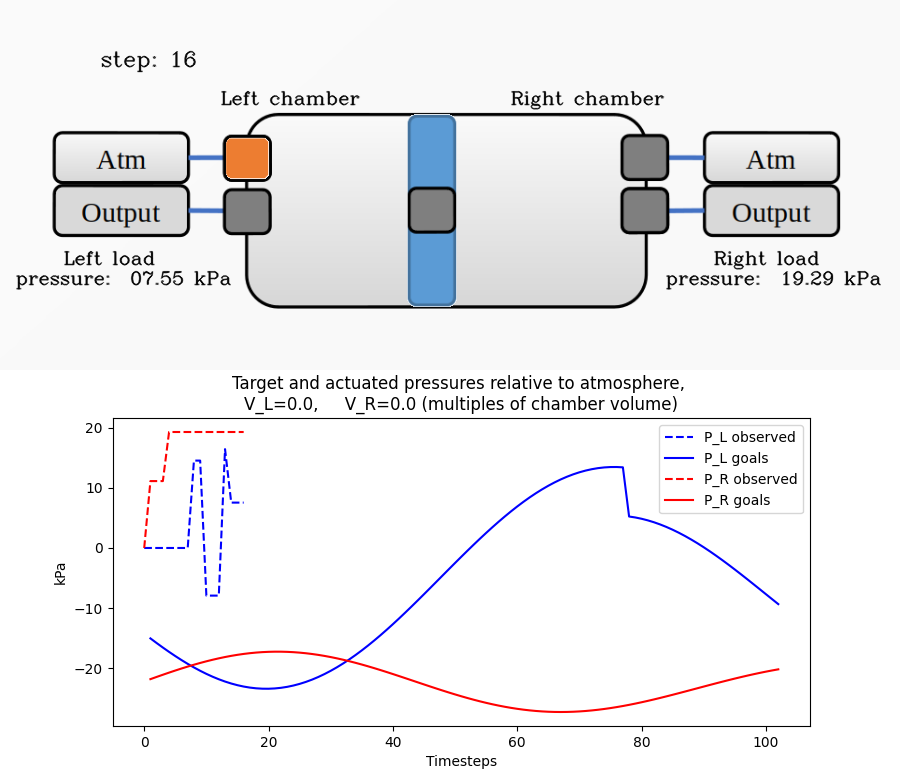 step: 16
Left chamber
Right chamber
Atm
Atm
Output
Output
Left load
pressure: 07.55 kPa
Right load
pressure: 19.29 kPa
Target and actuated pressures relative to atmosphere,
V_L=0.0, V_R=0.0 (multiples of chamber volume)
P_L observed
P_L goals
P_R observed
P_R goals
kPa
20
10
0
−10
−20
0 20 40 60 80 100
Timesteps